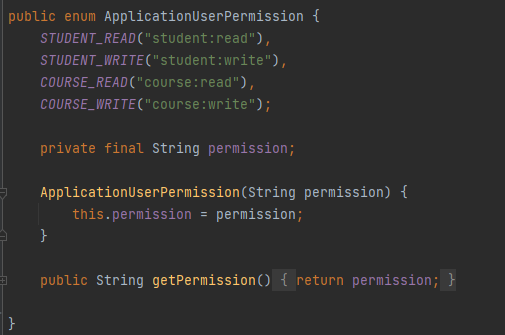 public enum ApplicationUserPermission {
STUDENT_READ("student:read"),
STUDENT_WRITE("student:write"),
COURSE_READ("course:read"),
COURSE_WRITE("course:write");
private final String permission;
ApplicationUserPermission(String permission) {
this.permission = permission;
}
public String getPermission() { return permission; }
}